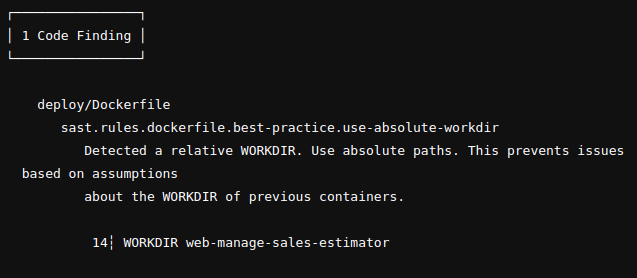 1 Code Finding
deploy/Dockerfile
sast.rules.dockerfile.best-practice.use-absolute-workdir
Detected a relative WORKDIR. Use absolute paths. This prevents issues
based on assumptions
about the WORKDIR of previous containers.
14┆ WORKDIR web-manage-sales-estimator